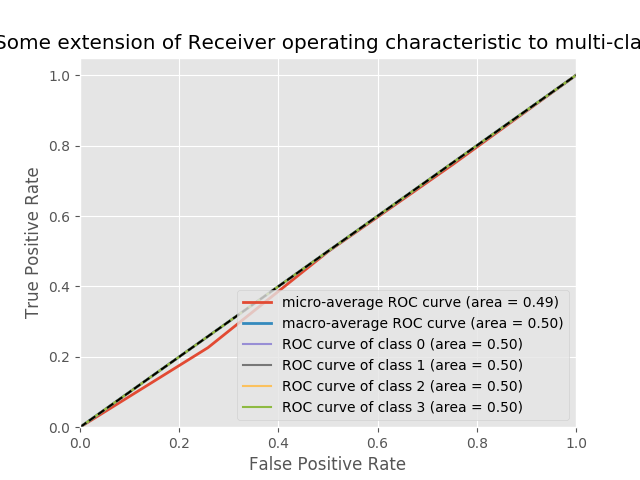 Some extension of Receiver operating characteristic to multi-cla
1.0
0.8
0.6
0.4
0.2
0.0
True Positive Rate
micro-average ROC curve (area = 0.49)
macro-average ROC curve (area = 0.50)
ROC curve of class 0 (area = 0.50)
ROC curve of class 1 (area = 0.50)
ROC curve of class 2 (area = 0.50)
ROC curve of class 3 (area = 0.50)
0.0 0.2 0.4 0.6 0.8 1.0
False Positive Rate